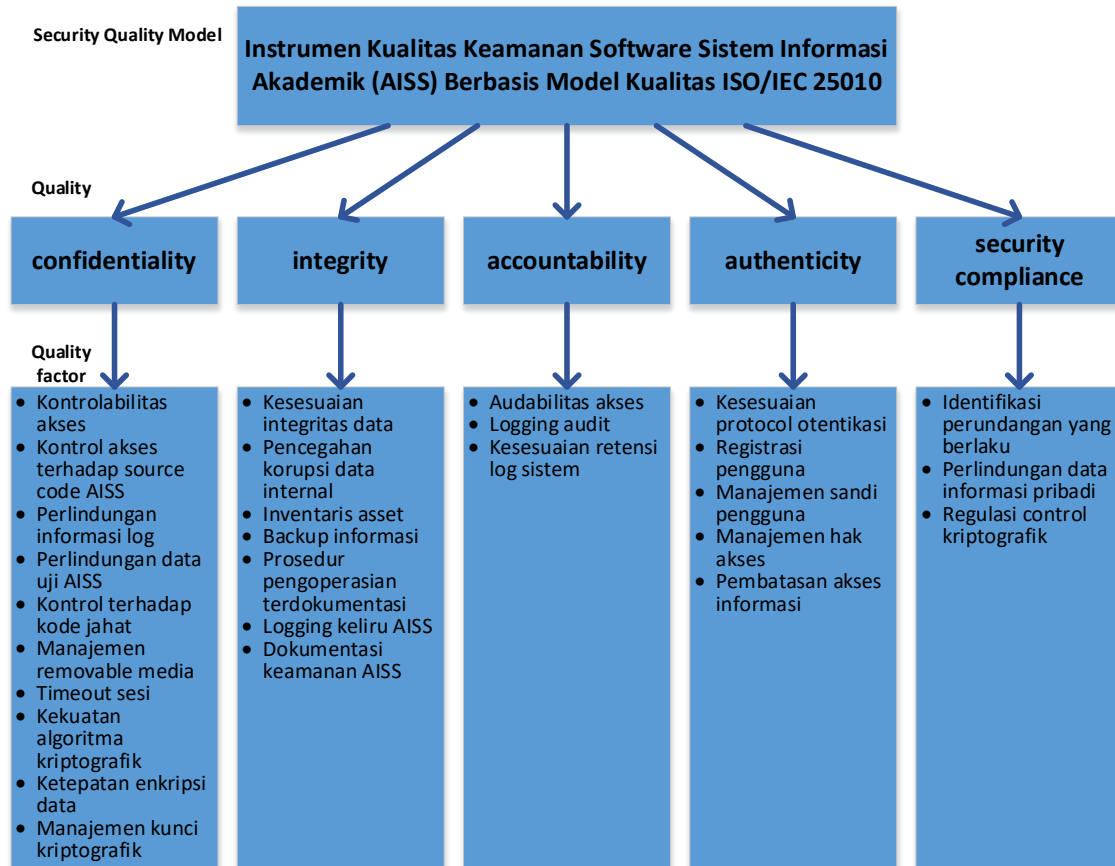 Security Quality Model
Instrumen Kualitas Keamanan Software Sistem Informasi
Akademik (AISS) Berbasis Model Kualitas ISO/IEC 25010
Quality
confidentiality
integrity
accountability
authenticity
security
compliance
Quality
factor
• Kontrolabilitas
akses
• Kontrol akses
terhadap source
code AISS
• Perlindungan
informasi log
• Perlindungan data
uji AISS
• Kontrol terhadap
kode jahat
• Manajemen
removable media
• Timeout sesi
• Kekuatan
algoritma
kriptografik
• Ketepatan enkripsi
data
• Manajemen kunci
kriptografik
• Kesesuaian
integritas data
• Pencegahan
korupsi data
internal
• Inventaris asset
• Backup informasi
• Prosedur
pengoperasian
terdokumentasi
• Logging keliru AISS
• Dokumentasi
keamanan AISS
• Audabilitas akses
• Logging audit
• Kesesuaian retensi
log sistem
• Kesesuaian
protocol otentikasi
• Registrasi
pengguna
• Manajemen sandi
pengguna
• Manajemen hak
akses
• Pembatasan akses
informasi
• Identifikasi
perundangan yang
berlaku
• Perlindungan data
informasi pribadi
• Regulasi control
kriptografik